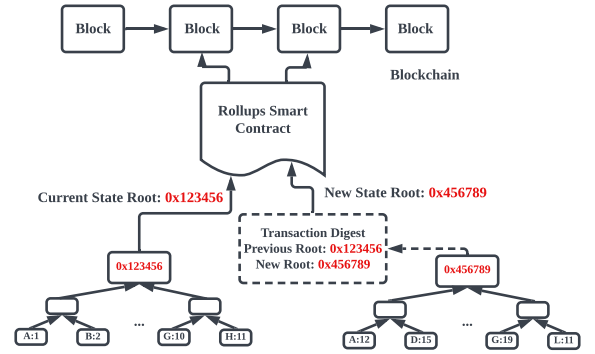 Block Block Block Block
Blockchain
Rollups Smart
Contract
Current State Root: 0x123456
New State Root: 0x456789
Transaction Digest
Previous Root: 0x123456
New Root: 0x456789
0x123456
0x456789
...
...
A:1 B:2 G:10 H:11
A:12 D:15 G:19 L:11